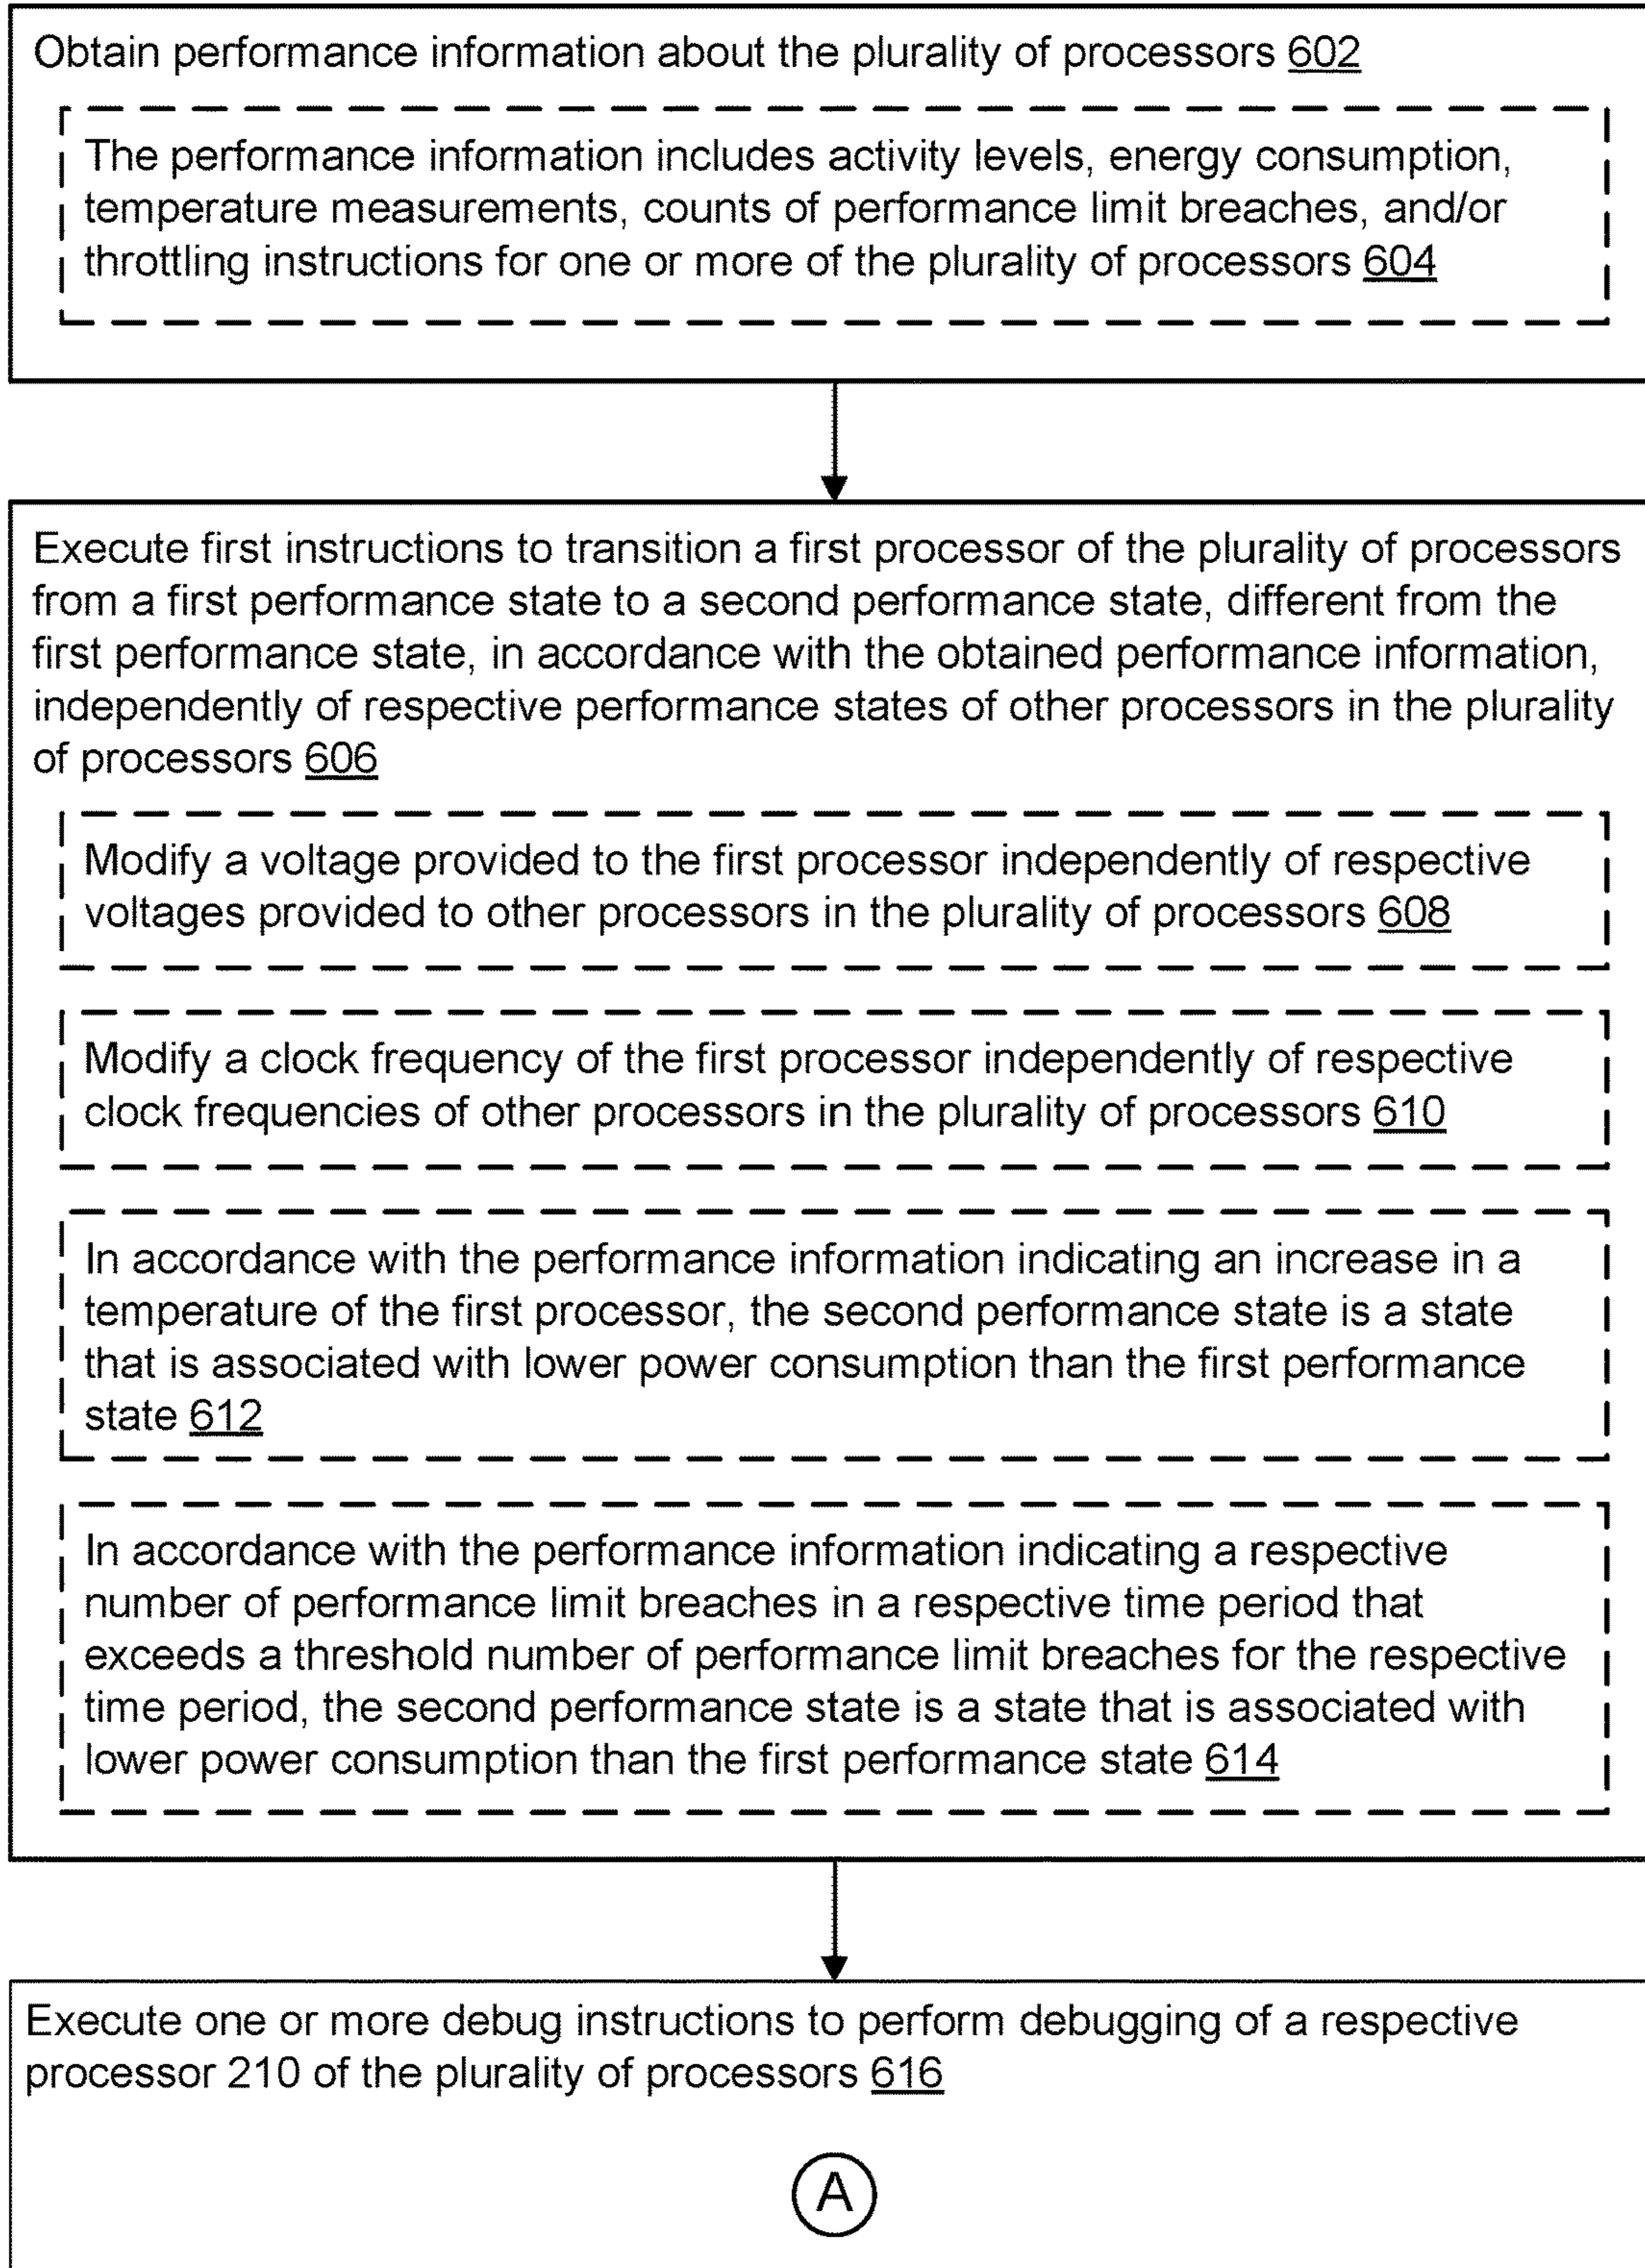 Obtain performance information about the plurality of processors 602
The performance information includes activity levels, energy consumption,
temperature measurements, counts of performance limit breaches, and/or
throttling instructions for one or more of the plurality of processors 604
Execute first instructions to transition a first processor of the plurality of processors
from a first performance state to a second performance state, different from the
first performance state, in accordance with the obtained performance information,
independently of respective performance states of other processors in the plurality
of processors 606
Modify a voltage provided to the first processor independently of respective
voltages provided to other processors in the plurality of processors 608
Modify a clock frequency of the first processor independently of respective
clock frequencies of other processors in the plurality of processors 610
In accordance with the performance information indicating an increase in a
temperature of the first processor, the second performance state is a state
that is associated with lower power consumption than the first performance
state 612
In accordance with the performance information indicating a respective
number of performance limit breaches in a respective time period that
exceeds a threshold number of performance limit breaches for the respective
time period, the second performance state is a state that is associated with
lower power consumption than the first performance state 614
Execute one or more debug instructions to perform debugging of a respective
processor 210 of the plurality of processors 616
A